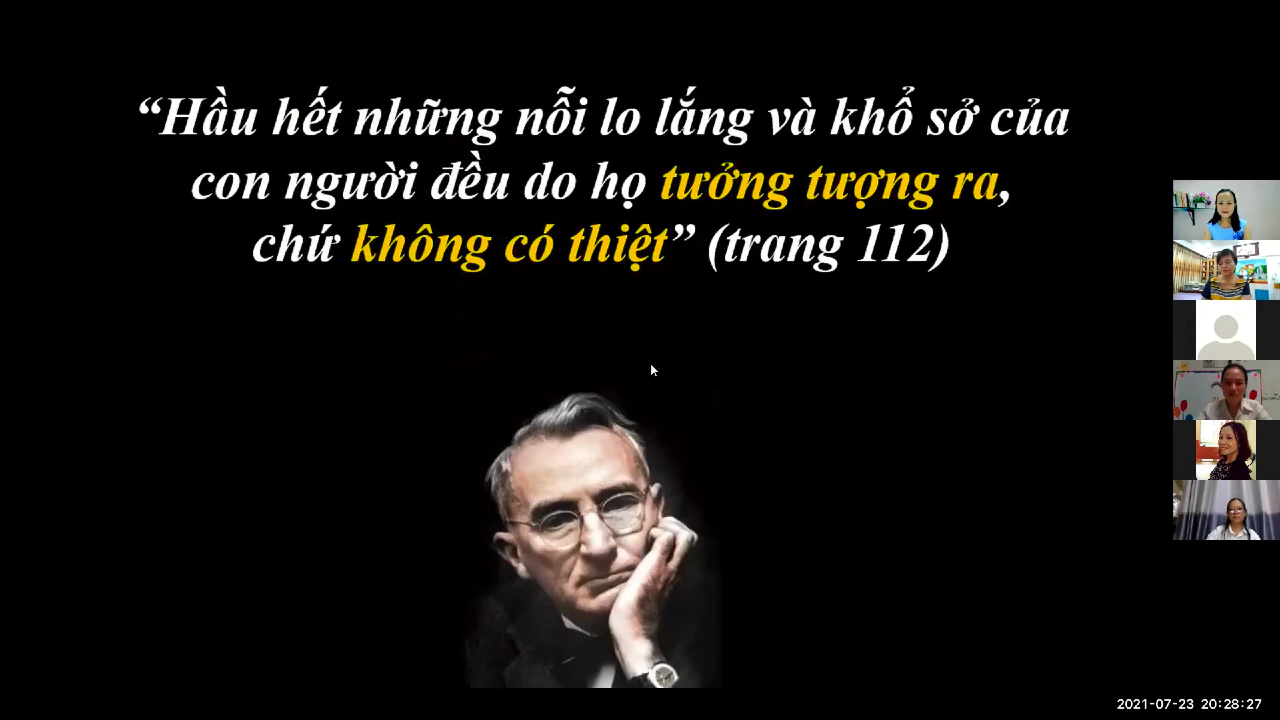 “Hầu hết những nỗi lo lắng và khổ sở của
con người đều do họ tưởng tượng ra,
chứ không có thiệt” (trang 112)
2021-07-23 20:28:27